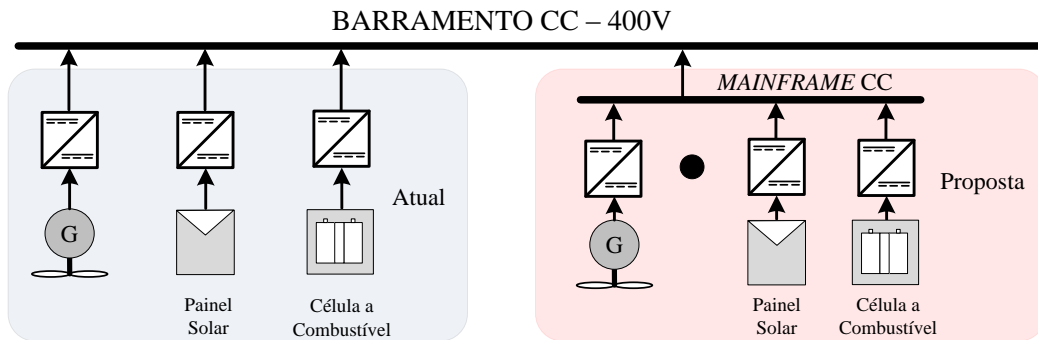 BARRAMENTO CC – 400V
MAINFRAME CC
Atual
Proposta
G
G
Painel
Solar
Célula a
Combustível
Painel
Solar
Célula a
Combustível